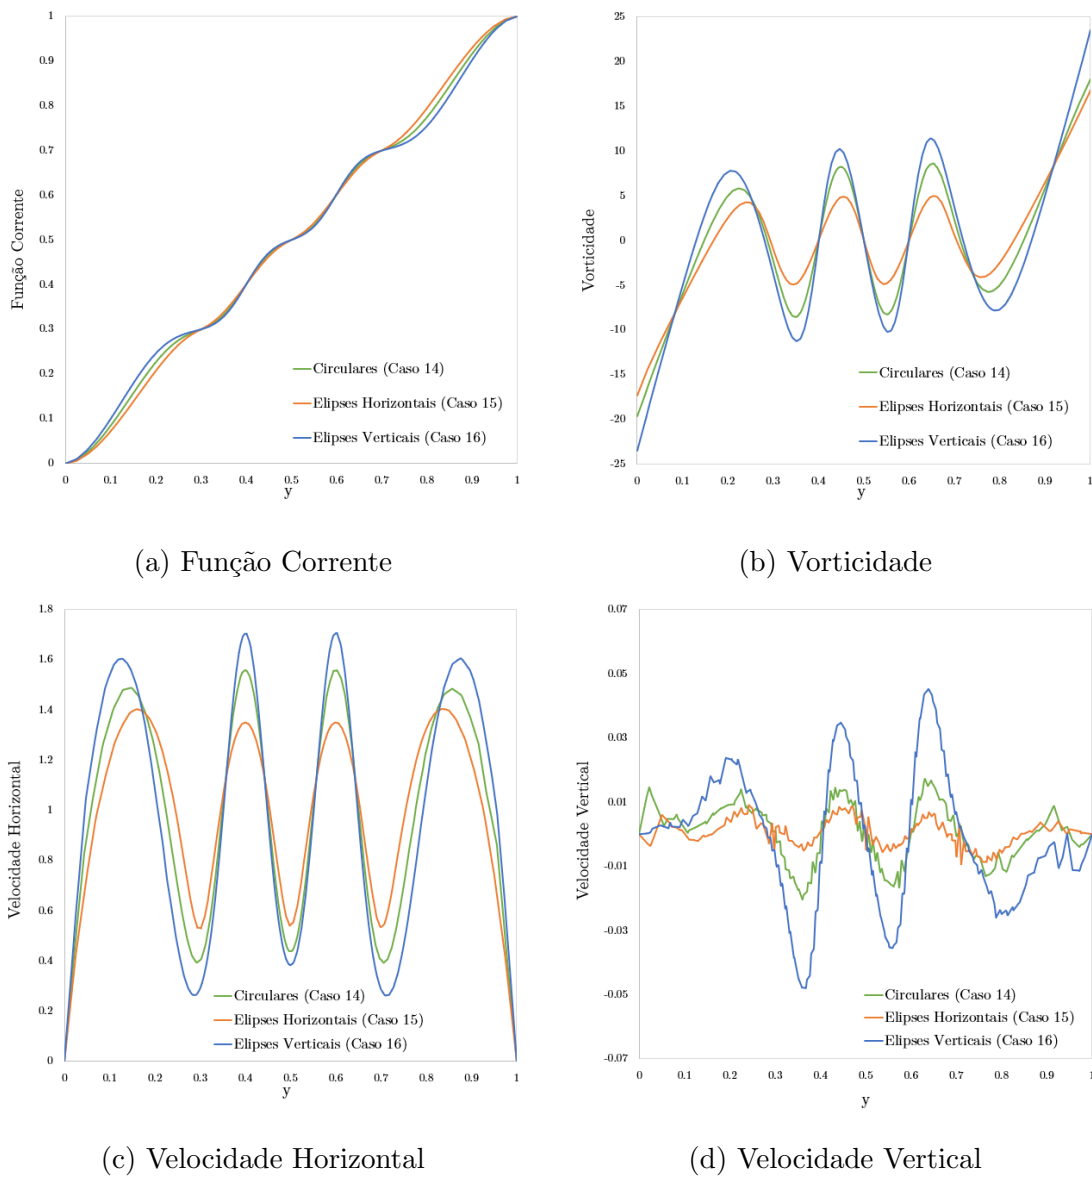 1
0.9
0.8
0.7
0.6
0.5
0.4
0.3
0.2
0.1
0
Função Corrente
Circulares (Caso 14)
Elipses Horizontais (Caso 15)
Elipses Verticais (Caso 16)
0 0.1 0.2 0.3 0.4 0.5 0.6 0.7 0.8 0.9 1
y
(a) Função Corrente
25
20
15
10
5
0
-5
-10
-15
-20
-25
Vorticidade
Circulares (Caso 14)
Elipses Horizontais (Caso 15)
Elipses Verticais (Caso 16)
0 0.1 0.2 0.3 0.4 0.5 0.6 0.7 0.8 0.9 1
y
(b) Vorticidade
1.8
1.6
1.4
1.2
1
0.8
0.6
0.4
0.2
0
Velocidade Horizontal
Circulares (Caso 14)
Elipses Horizontais (Caso 15)
Elipses Verticais (Caso 16)
0 0.1 0.2 0.3 0.4 0.5 0.6 0.7 0.8 0.9 1
y
(c) Velocidade Horizontal
0.07
0.05
0.03
0.01
-0.01
-0.03
-0.05
-0.07
Velocidade Vertical
Circulares (Caso 14)
Elipses Horizontais (Caso 15)
Elipses Verticais (Caso 16)
0 0.1 0.2 0.3 0.4 0.5 0.6 0.7 0.8 0.9 1
y
(d) Velocidade Vertical